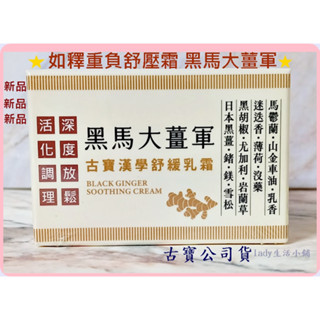 ⭐如釋重負舒壓霜 黑馬大薑軍⭐
新品
新品
新品
深度放鬆
活化調理
黑馬大薑軍
古寶漢學舒緩乳霜
BLACK GINGER
SOOTHING CREAM
馬鬱蘭·山金車油·乳香
迷迭香·薄荷·沒藥
黑胡椒·尤加利·岩蘭草
日本黑薑·鍺·鎂·雪松
古寶公司貨
lady生活小舖